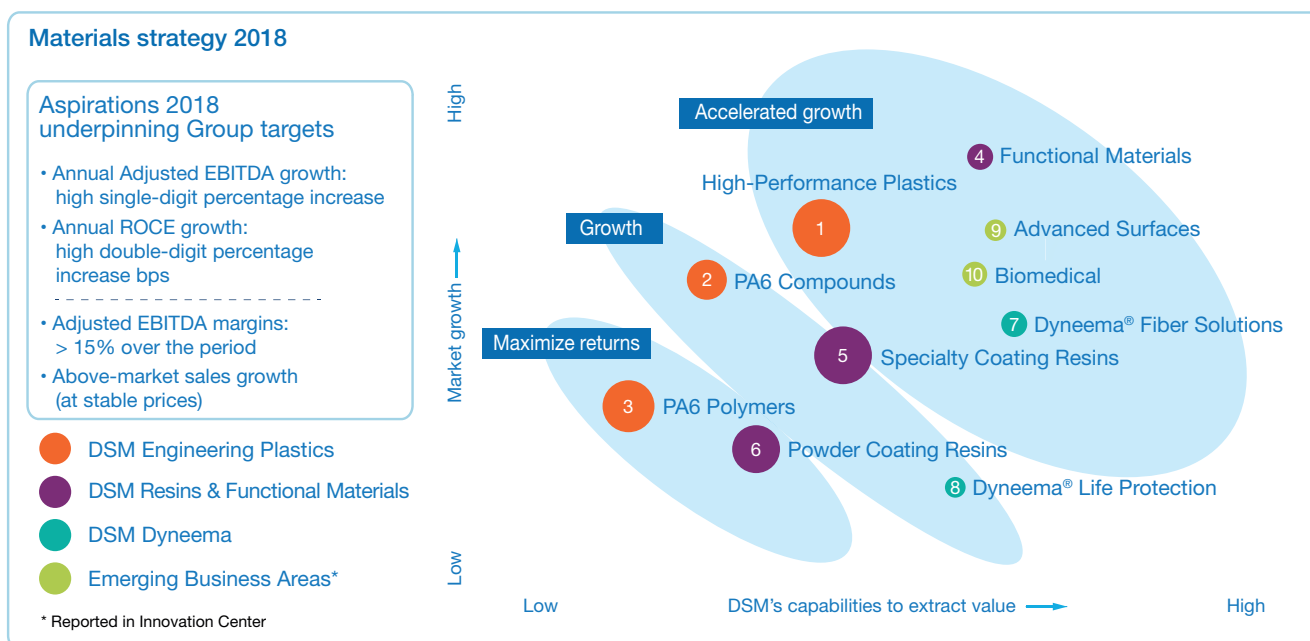 Materials strategy 2018
Aspirations 2018
underpinning Group targets
• Annual Adjusted EBITDA growth:
high single-digit percentage increase
• Annual ROCE growth:
high double-digit percentage
increase bps
• Adjusted EBITDA margins:
> 15% over the period
• Above-market sales growth
(at stable prices)
DSM Engineering Plastics
DSM Resins & Functional Materials
DSM Dyneema
Emerging Business Areas*
* Reported in Innovation Center
High
Market growth
Low
Accelerated growth
4 Functional Materials
High-Performance Plastics
1
9 Advanced Surfaces
Growth
2 PA6 Compounds
10 Biomedical
7 Dyneema® Fiber Solutions
Maximize returns
5 Specialty Coating Resins
3 PA6 Polymers
6 Powder Coating Resins
8 Dyneema® Life Protection
Low
DSM's capabilities to extract value
High